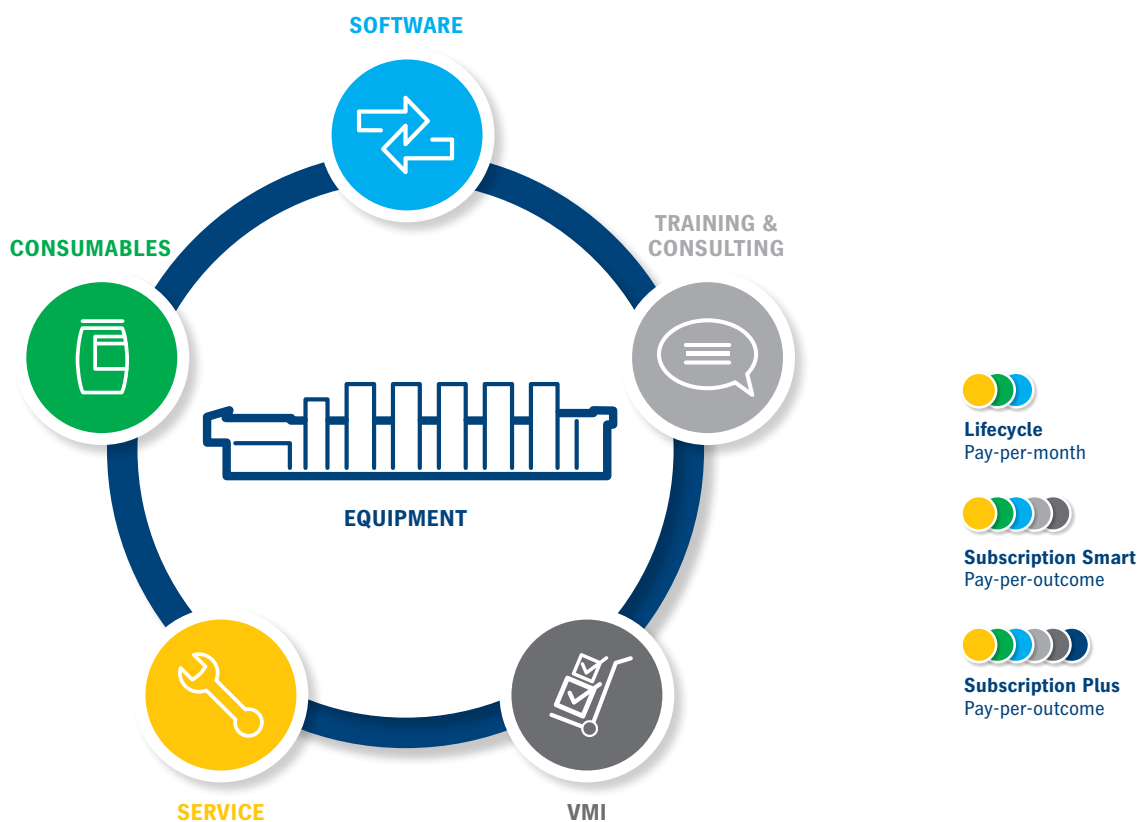 SOFTWARE
TRAINING &
CONSULTING
CONSUMABLES
EQUIPMENT
SERVICE
VMI
Lifecycle
Pay-per-month
Subscription Smart
Pay-per-outcome
Subscription Plus
Pay-per-outcome